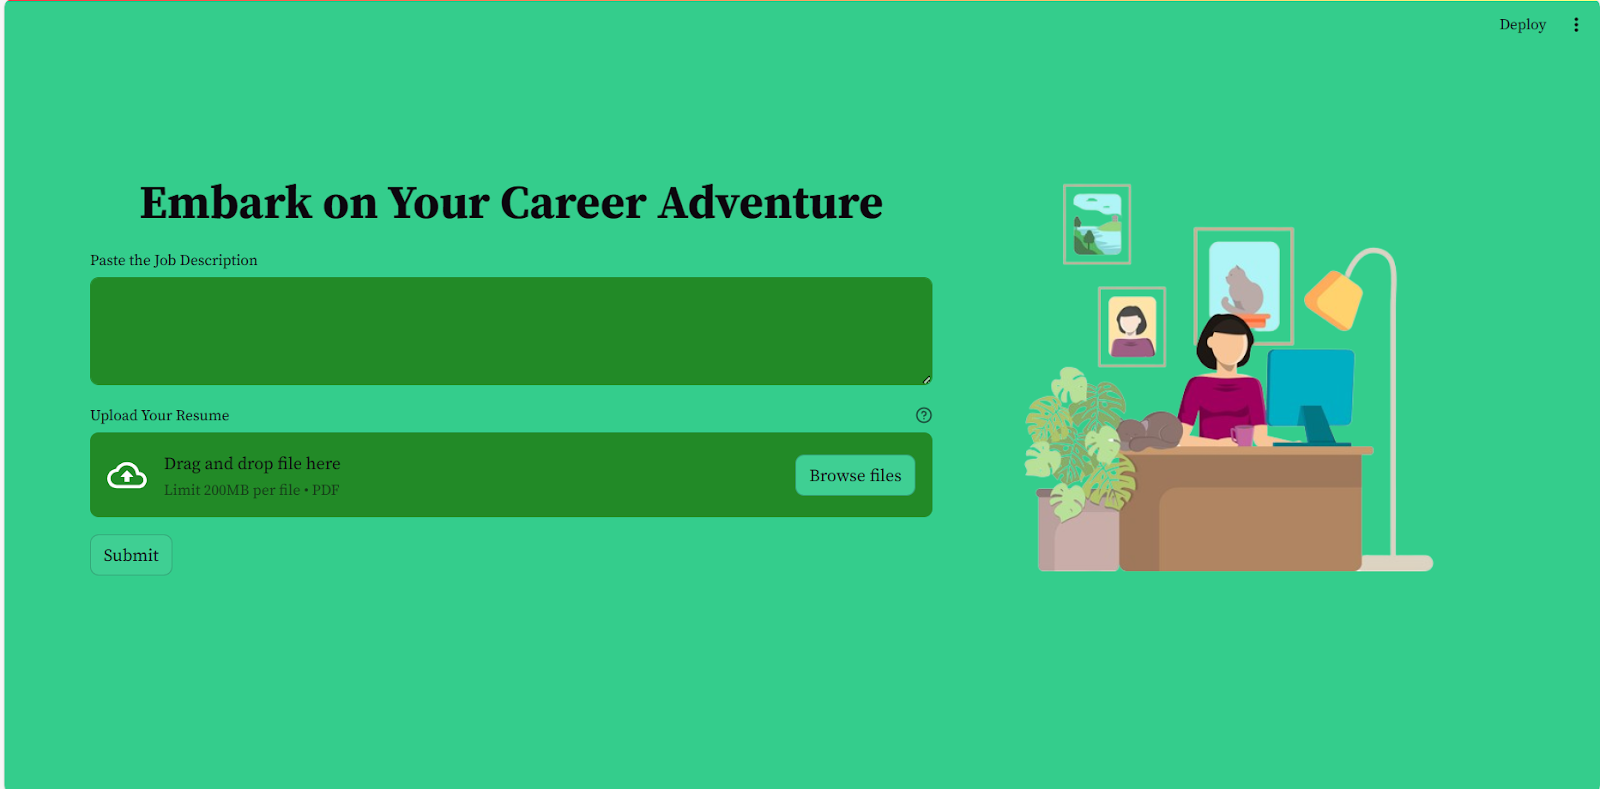 Deploy
Embark on Your Career Adventure
Paste the Job Description
Upload Your Resume
Drag and drop file here
Limit 200MB per file • PDF
Browse files
Submit